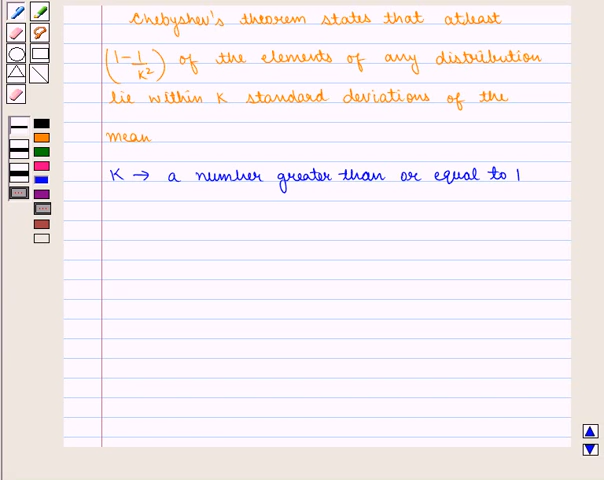 Chebyshev's theorem states that atleast
(1 - 1/K²) of the elements of any distribution
lie within K standard deviations of the
mean
K → a number greater than or equal to 1